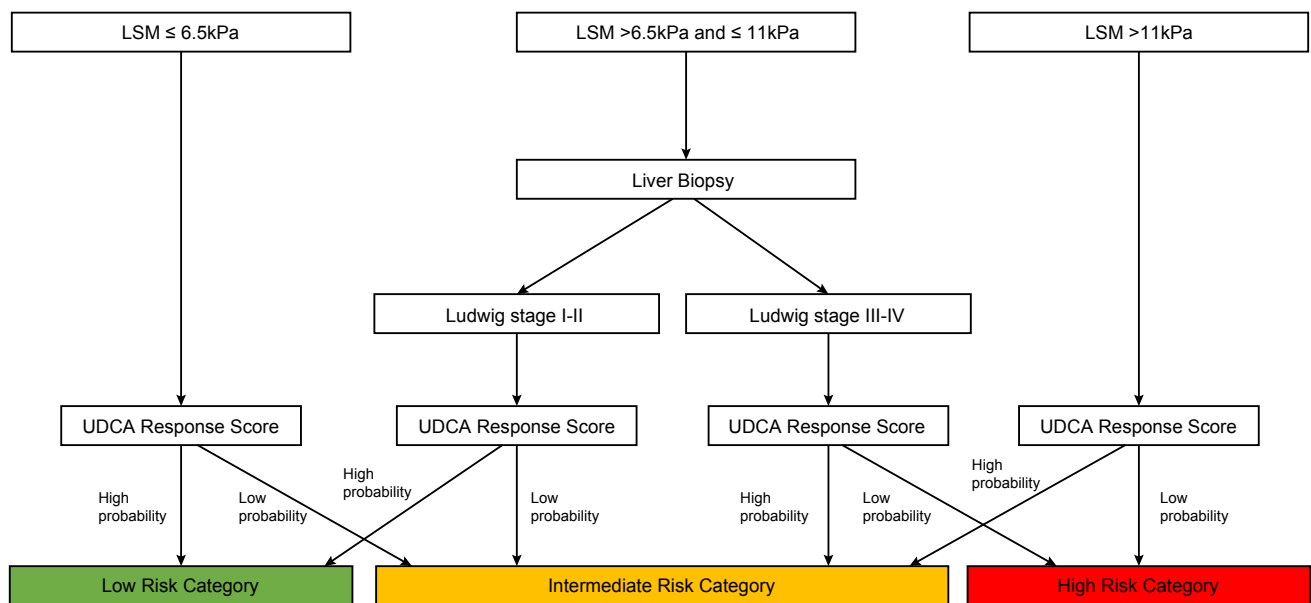 LSM ≤ 6.5kPa
LSM >6.5kPa and ≤ 11kPa
LSM >11kPa
Liver Biopsy
Ludwig stage I-II
Ludwig stage III-IV
UDCA Response Score
UDCA Response Score
UDCA Response Score
UDCA Response Score
High
probability
Low
probability
High
probability
Low
probability
High
probability
Low
probability
High
probability
Low
probability
Low Risk Category
Intermediate Risk Category
High Risk Category